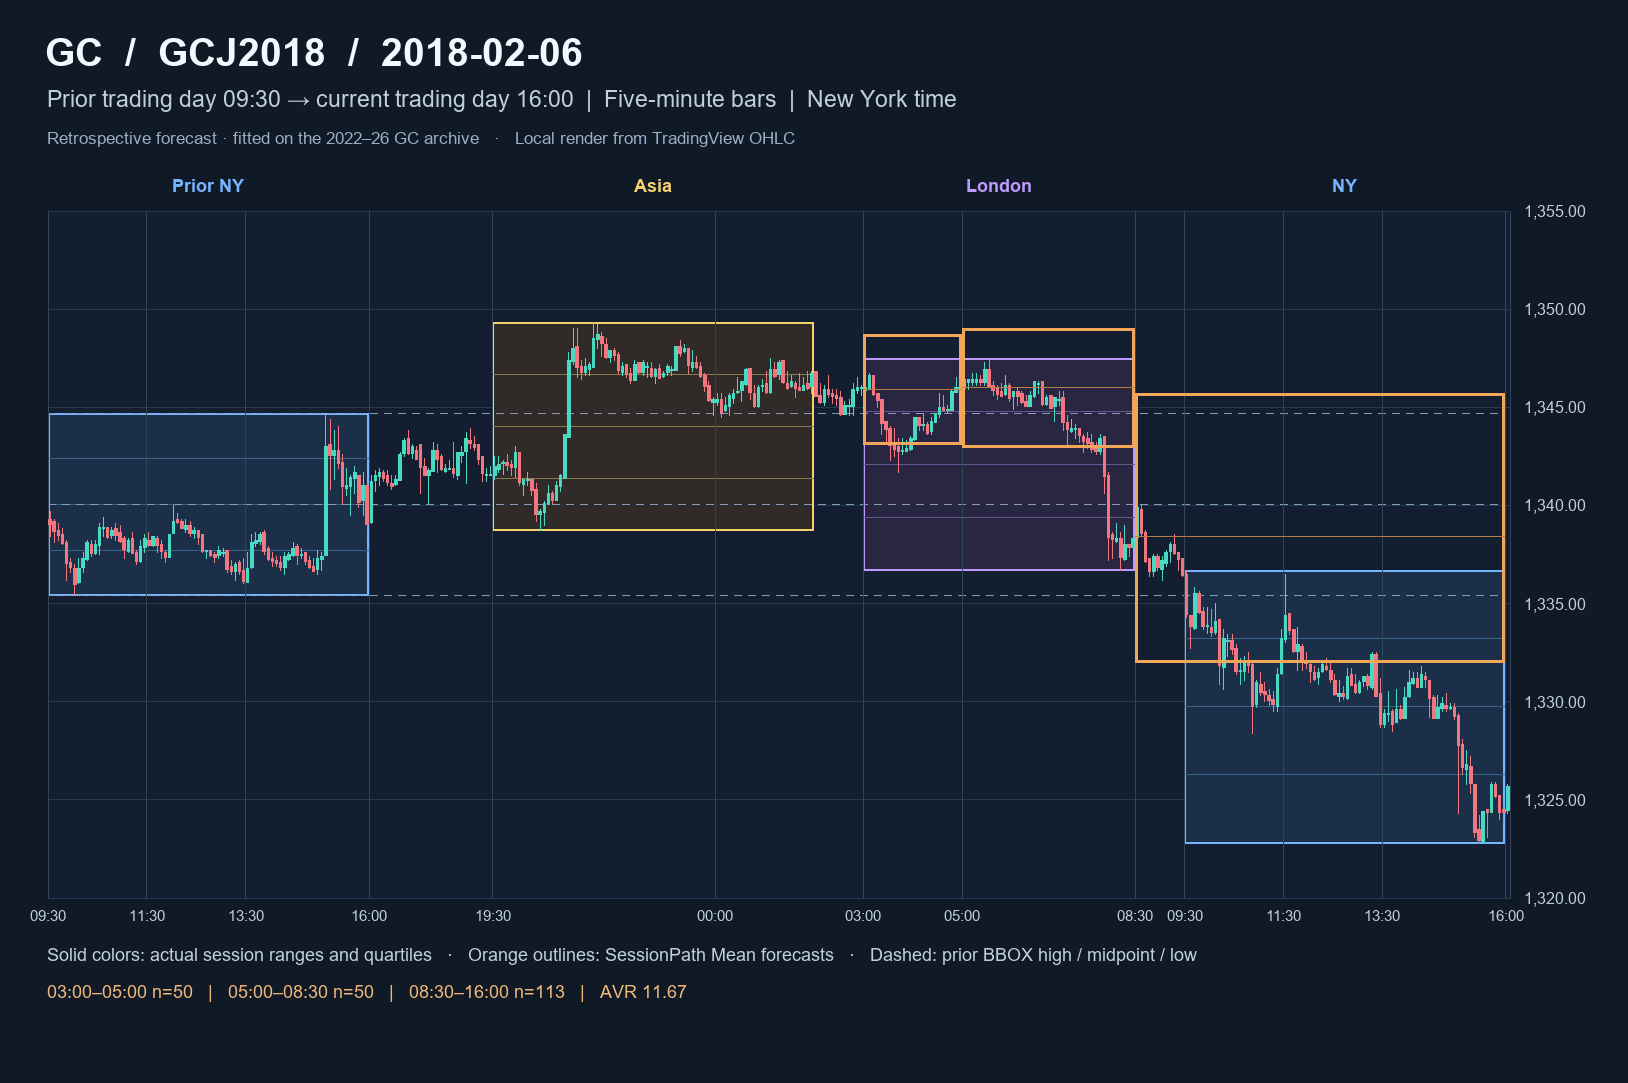 GC / GCJ2018 / 2018-02-06
Prior trading day 09:30 → current trading day 16:00 | Five-minute bars | New York time
Retrospective forecast · fitted on the 2022–26 GC archive · Local render from TradingView OHLC
Prior NY Asia London NY
1,355.00
1,350.00
1,345.00
1,340.00
1,335.00
1,330.00
1,325.00
1,320.00
09:30 11:30 13:30 16:00 19:30 00:00 03:00 05:00 08:30 09:30 11:30 13:30 16:00
Solid colors: actual session ranges and quartiles · Orange outlines: SessionPath Mean forecasts · Dashed: prior BBOX high / midpoint / low
03:00–05:00 n=50 | 05:00–08:30 n=50 | 08:30–16:00 n=113 | AVR 11.67